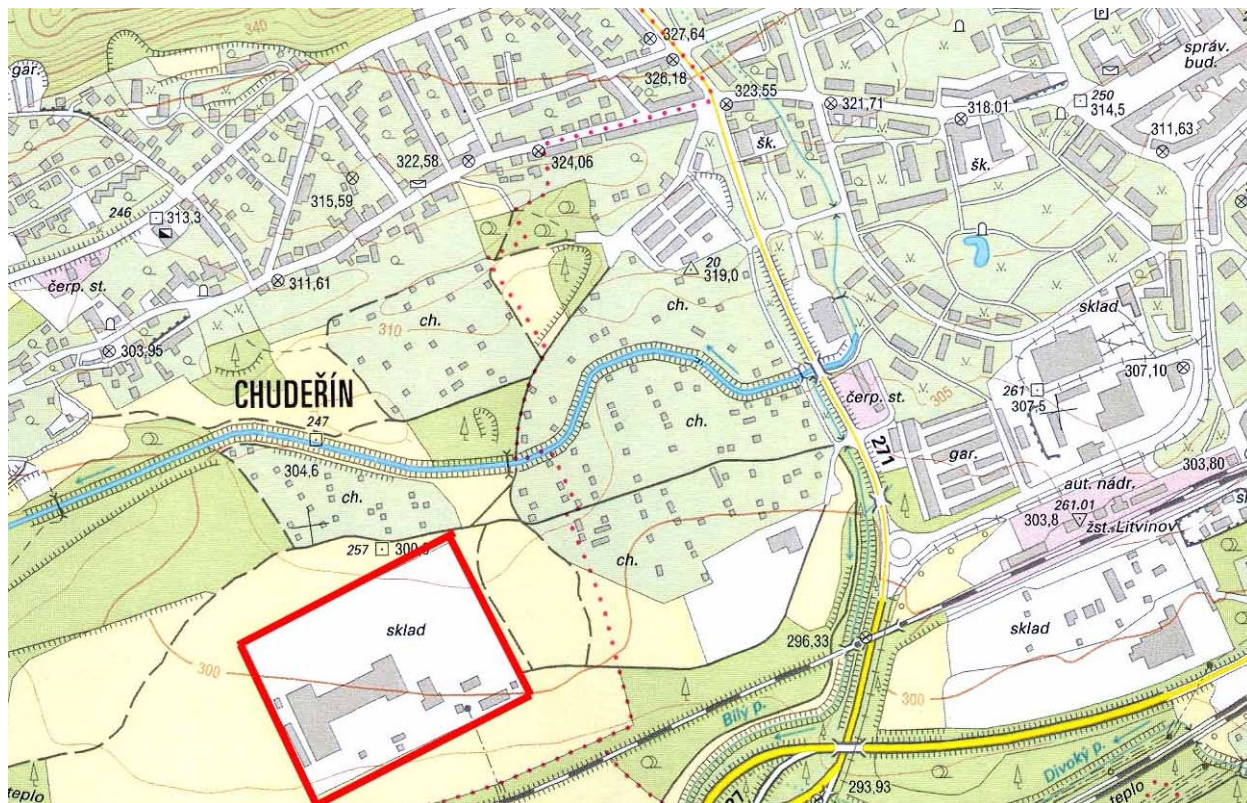 340
gar.
327,64
326,18
323,55
321,71
318,01
250
314,5
správ.
bud.
311,63
P
šk.
šk.
322,58
324,06
315,59
246
313,3
čerp. st.
311,61
303,95
20
319,0
ch.
310
ch.
sklad
307,10
261
307,5
305
čerp. st.
CHUDEŘÍN
247
304,6
ch.
ch.
271
gar.
aut. nádr.
303,80
261.01
303,8
žst. Litvínov
257
ch.
sklad
300
296,33
sklad
300
Bílý p.
Divoký p.
293,93
teplo
teplo